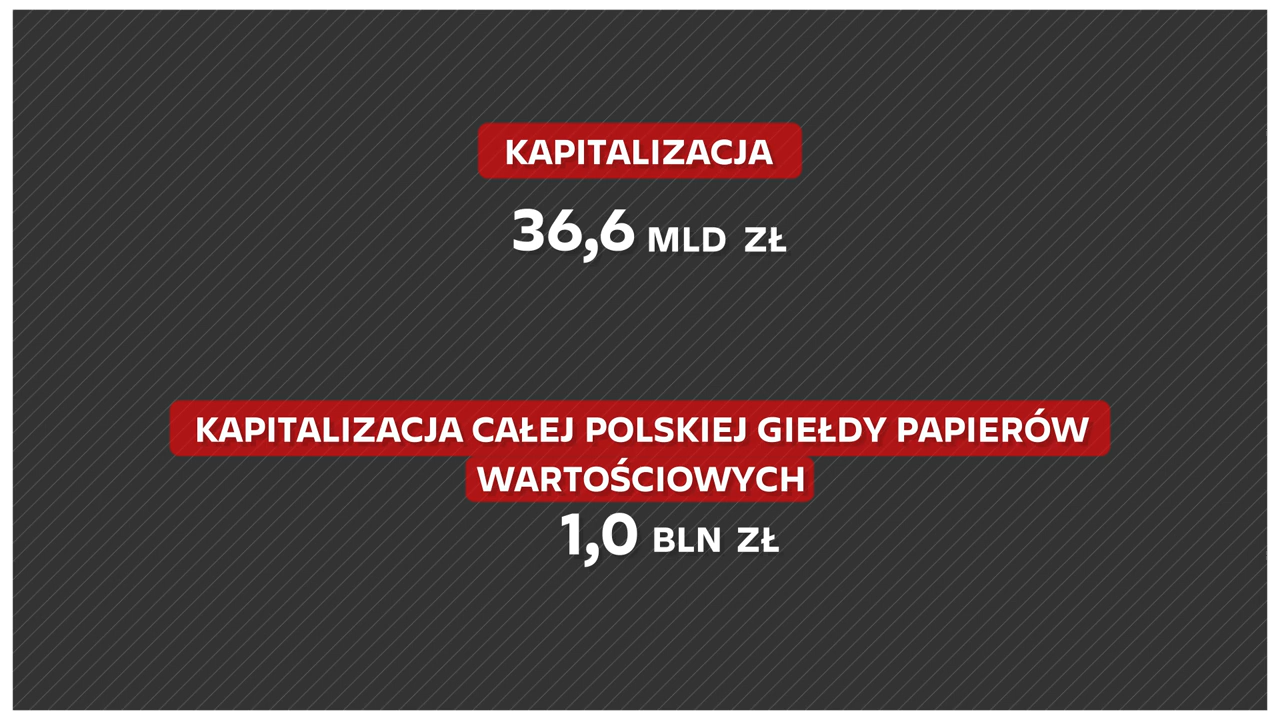 KAPITALIZACJA
36,6 MLD ZŁ
KAPITALIZACJA CAŁEJ POLSKIEJ GIEŁDY PAPIERÓW
WARTOŚCIOWYCH
1,0 BLN ZŁ